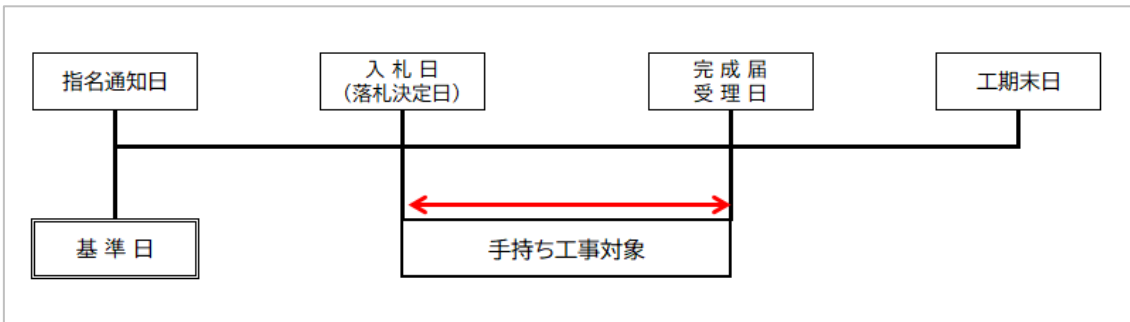 指名通知日
入 札 日
（落札決定日）
完 成 届
受 理 日
工期末日
基 準 日
手持ち工事対象